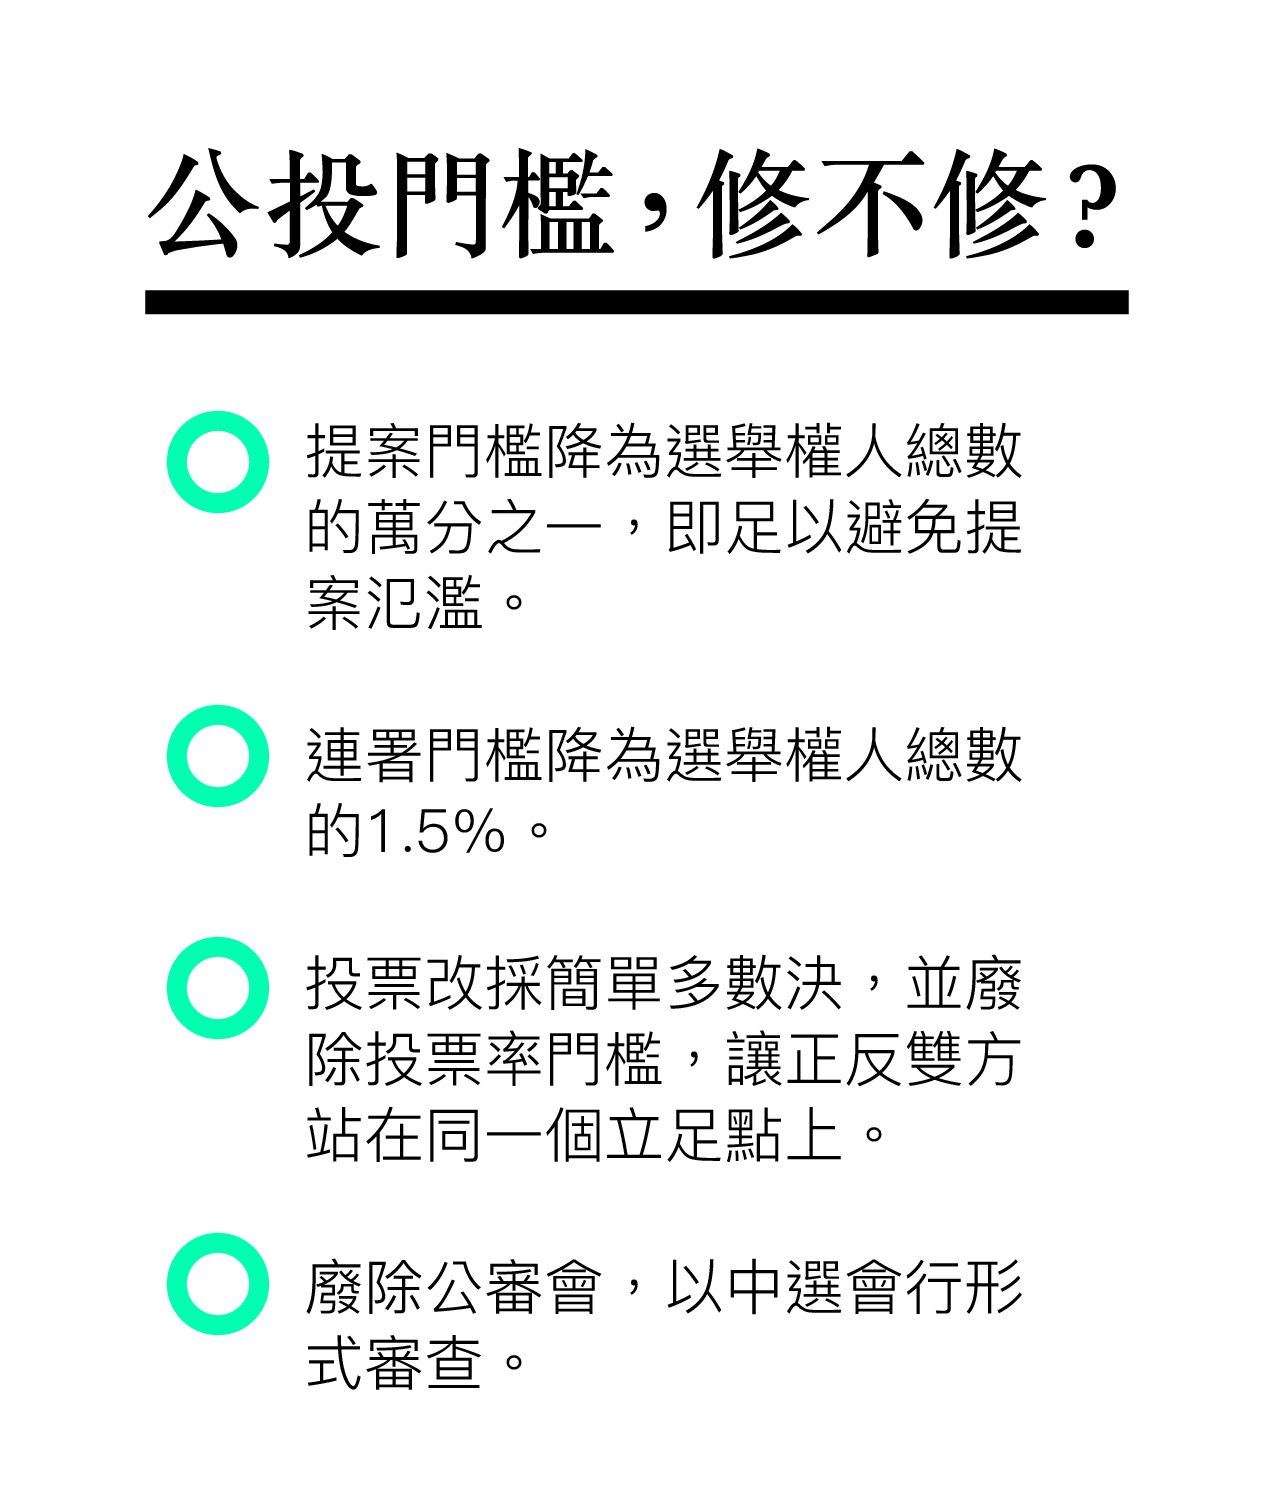 公投門檻，修不修？
提案門檻降為選舉權人總數
的萬分之一，即足以避免提
案氾濫。
連署門檻降為選舉權人總數
的1.5%。
投票改採簡單多數決，並廢
除投票率門檻，讓正反雙方
站在同一個立足點上。
廢除公審會，以中選會行形
式審查。